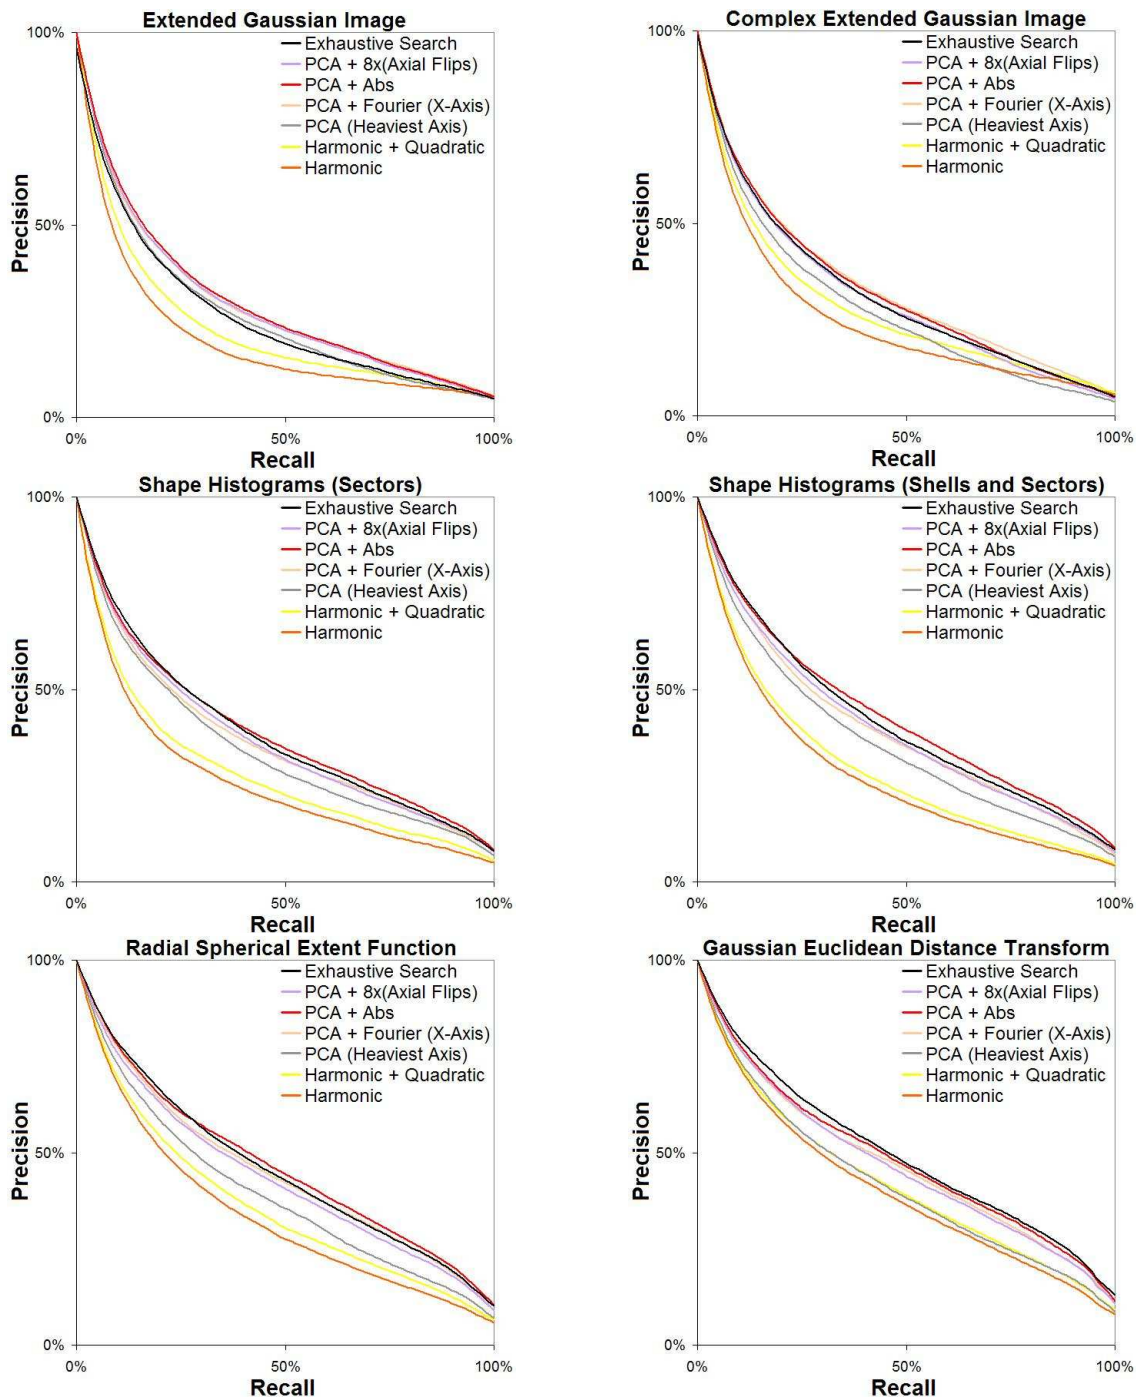 Extended Gaussian Image
100%
Exhaustive Search
PCA + 8x(Axial Flips)
PCA + Abs
PCA + Fourier (X-Axis)
PCA (Heaviest Axis)
Harmonic + Quadratic
Harmonic
Precision
50%
0%
0%
50%
100%
Recall
Complex Extended Gaussian Image
100%
Exhaustive Search
PCA + 8x(Axial Flips)
PCA + Abs
PCA + Fourier (X-Axis)
PCA (Heaviest Axis)
Harmonic + Quadratic
Harmonic
Precision
50%
0%
0%
50%
100%
Recall
Shape Histograms (Sectors)
100%
Exhaustive Search
PCA + 8x(Axial Flips)
PCA + Abs
PCA + Fourier (X-Axis)
PCA (Heaviest Axis)
Harmonic + Quadratic
Harmonic
Precision
50%
0%
0%
50%
100%
Recall
Shape Histograms (Shells and Sectors)
100%
Exhaustive Search
PCA + 8x(Axial Flips)
PCA + Abs
PCA + Fourier (X-Axis)
PCA (Heaviest Axis)
Harmonic + Quadratic
Harmonic
Precision
50%
0%
0%
50%
100%
Recall
Radial Spherical Extent Function
100%
Exhaustive Search
PCA + 8x(Axial Flips)
PCA + Abs
PCA + Fourier (X-Axis)
PCA (Heaviest Axis)
Harmonic + Quadratic
Harmonic
Precision
50%
0%
0%
50%
100%
Recall
Gaussian Euclidean Distance Transform
100%
Exhaustive Search
PCA + 8x(Axial Flips)
PCA + Abs
PCA + Fourier (X-Axis)
PCA (Heaviest Axis)
Harmonic + Quadratic
Harmonic
Precision
50%
0%
0%
50%
100%
Recall